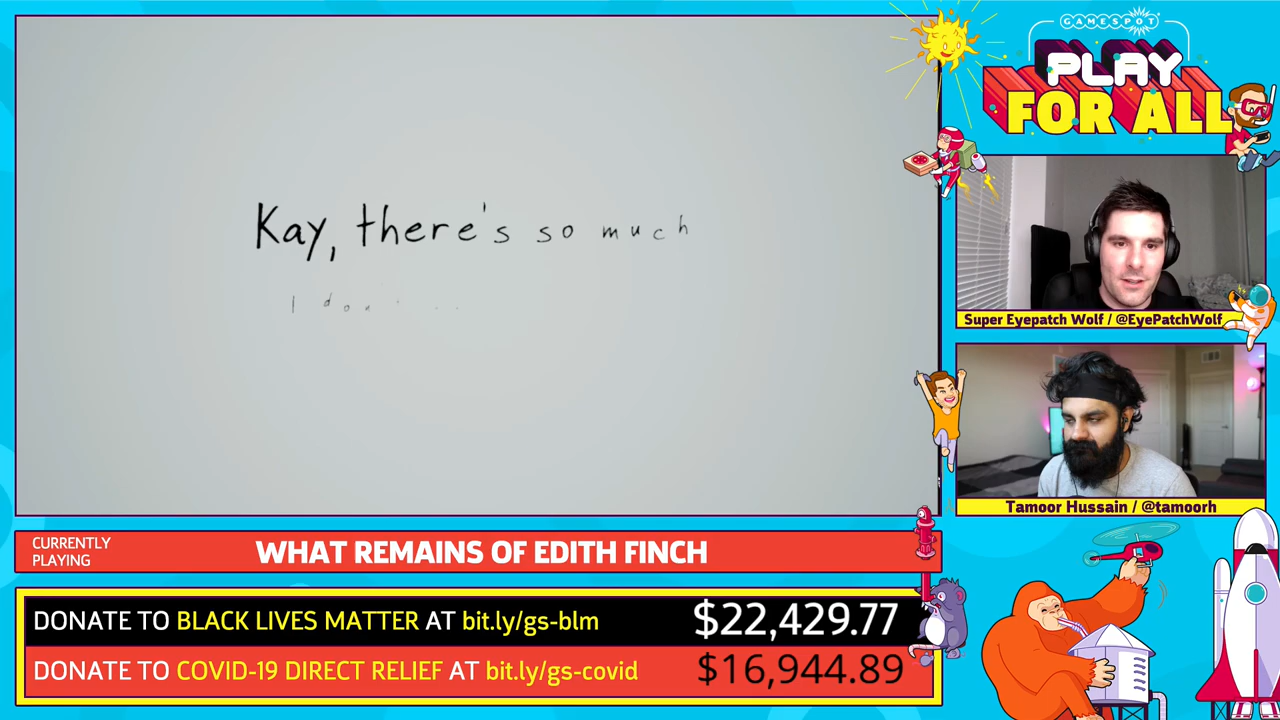 GAMESPOT
PLAY
FOR ALL
Kay, there's so much
Super Eyepatch Wolf / @EyePatchWolf
Tamoor Hussain / @tamoorh
CURRENTLY
PLAYING
WHAT REMAINS OF EDITH FINCH
DONATE TO BLACK LIVES MATTER AT bit.ly/gs-blm $22,429.77
DONATE TO COVID-19 DIRECT RELIEF AT bit.ly/gs-covid $16,944.89